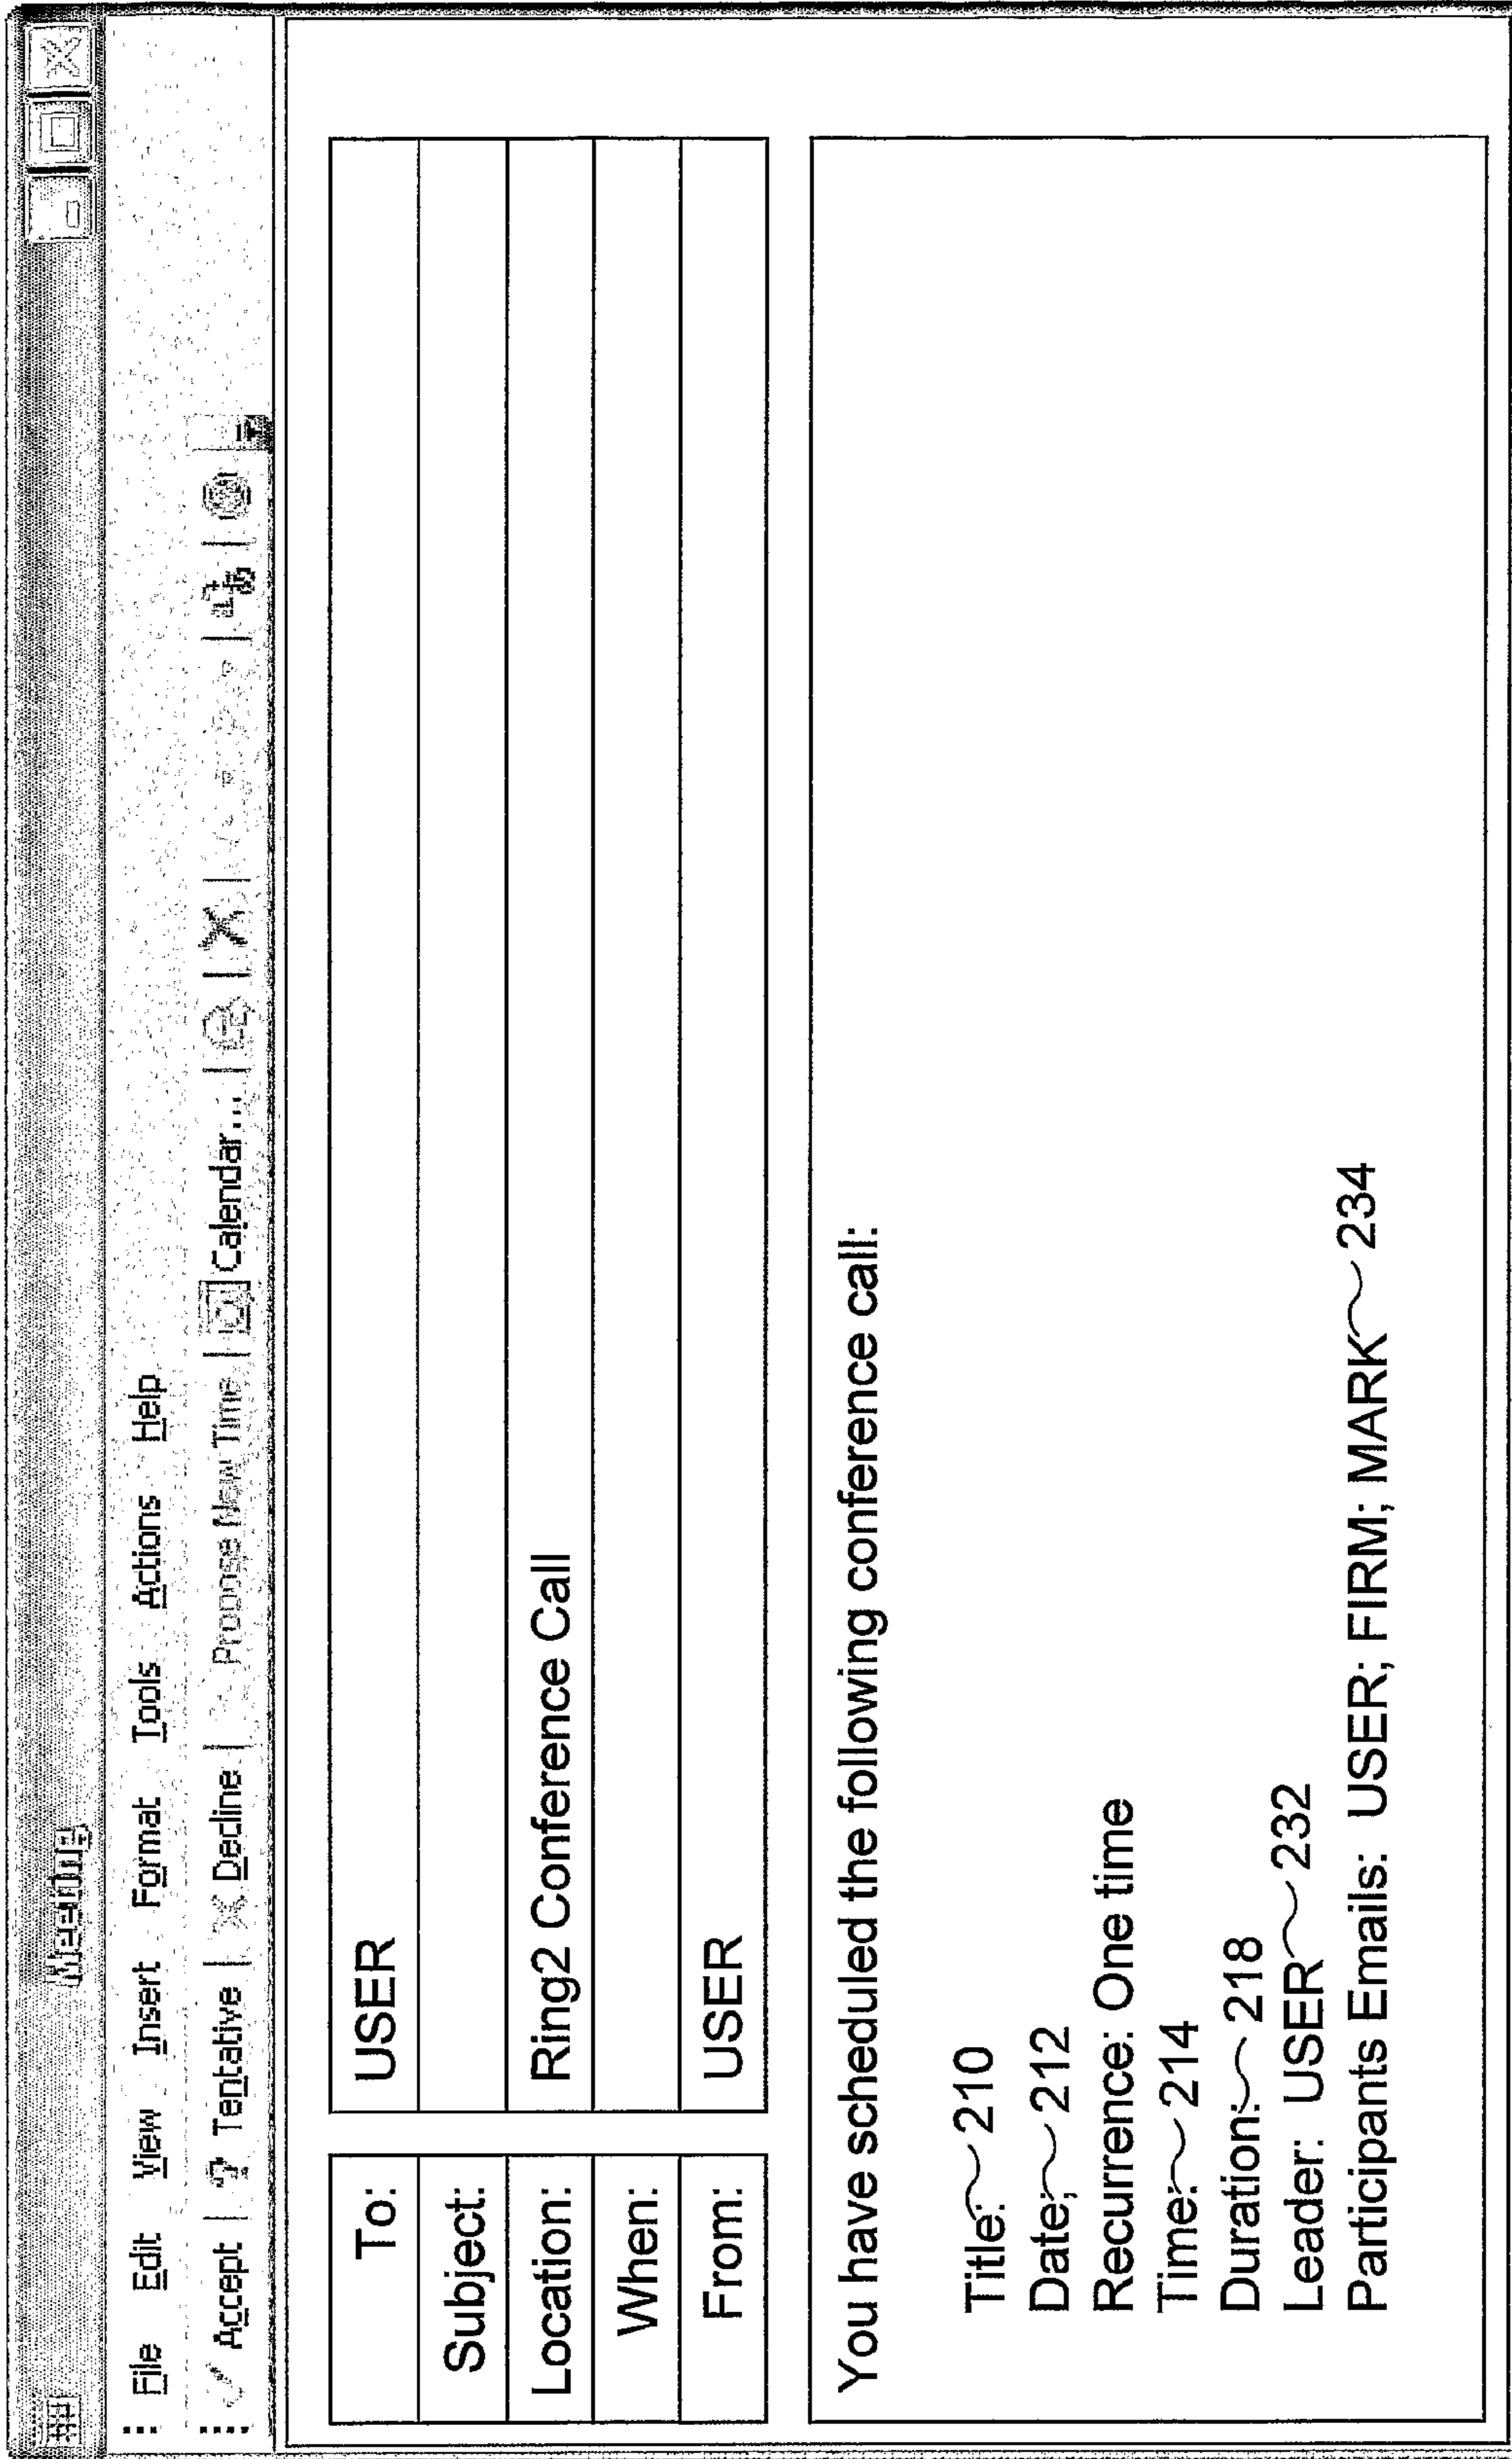 Meeting
File Edit View Insert Format Tools Actions Help
Accept ? Tentative Decline Propose New Time Calendar...
To: USER
Subject:
Location: Ring2 Conference Call
When:
From: USER
You have scheduled the following conference call:
Title: 210
Date: 212
Recurrence: One time
Time: 214
Duration: 218
Leader: USER 232
Participants Emails: USER; FIRM; MARK 234